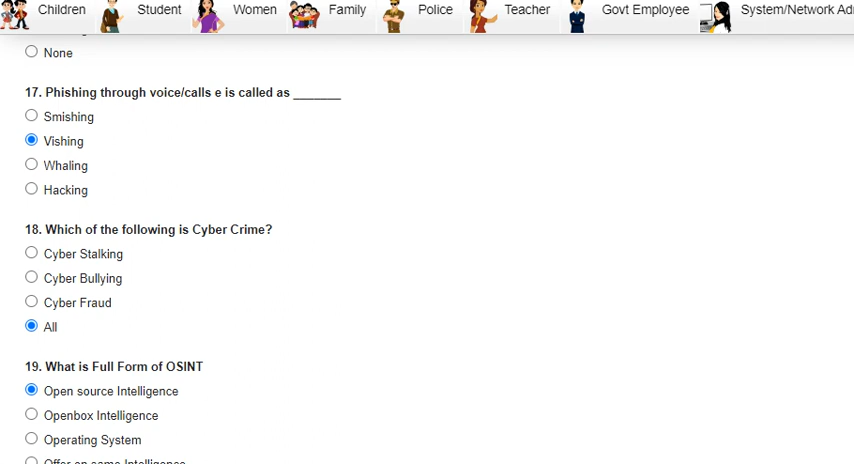 Children Student Women Family Police Teacher Govt Employee System/Network Ad
None
17. Phishing through voice/calls e is called as _______
Smishing
Vishing
Whaling
Hacking
18. Which of the following is Cyber Crime?
Cyber Stalking
Cyber Bullying
Cyber Fraud
All
19. What is Full Form of OSINT
Open source Intelligence
Openbox Intelligence
Operating System